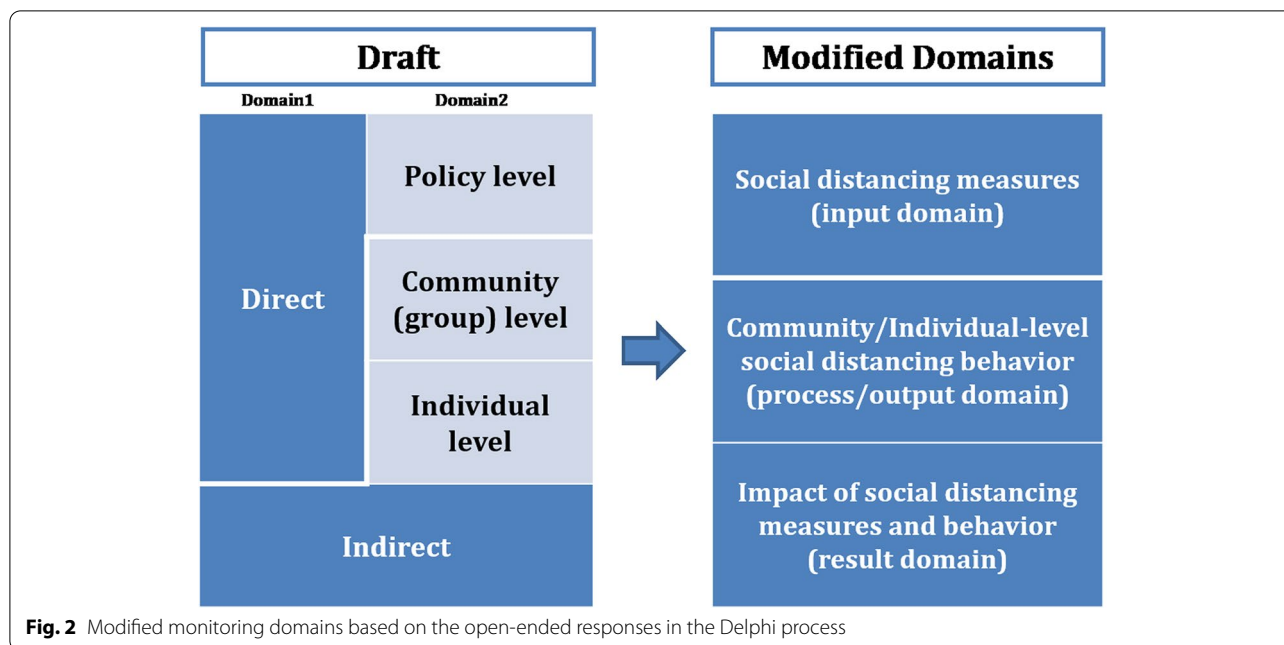 Draft
Domain1 Domain2
Direct
Policy level
Community
(group) level
Individual
level
Indirect
Modified Domains
Social distancing measures
(input domain)
Community/Individual-level
social distancing behavior
(process/output domain)
Impact of social distancing
measures and behavior
(result domain)
Fig. 2 Modified monitoring domains based on the open-ended responses in the Delphi process